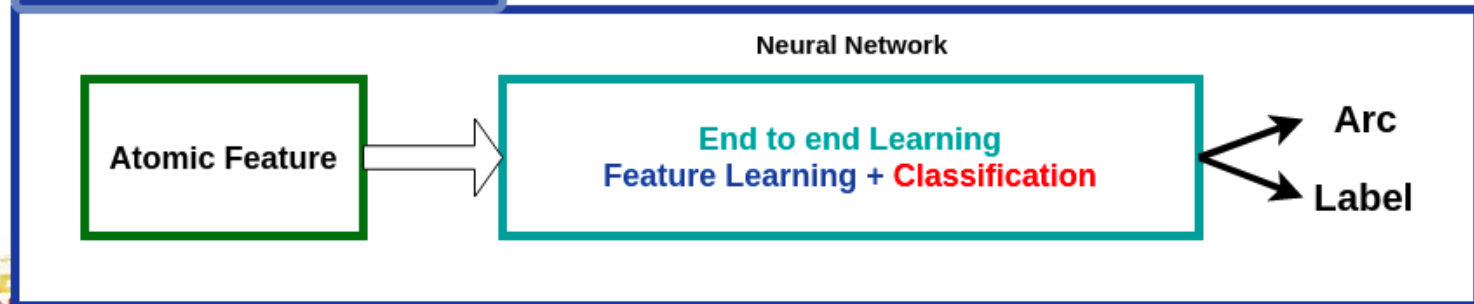 Neural Network
Atomic Feature
End to end Learning
Feature Learning + Classification
Arc
Label